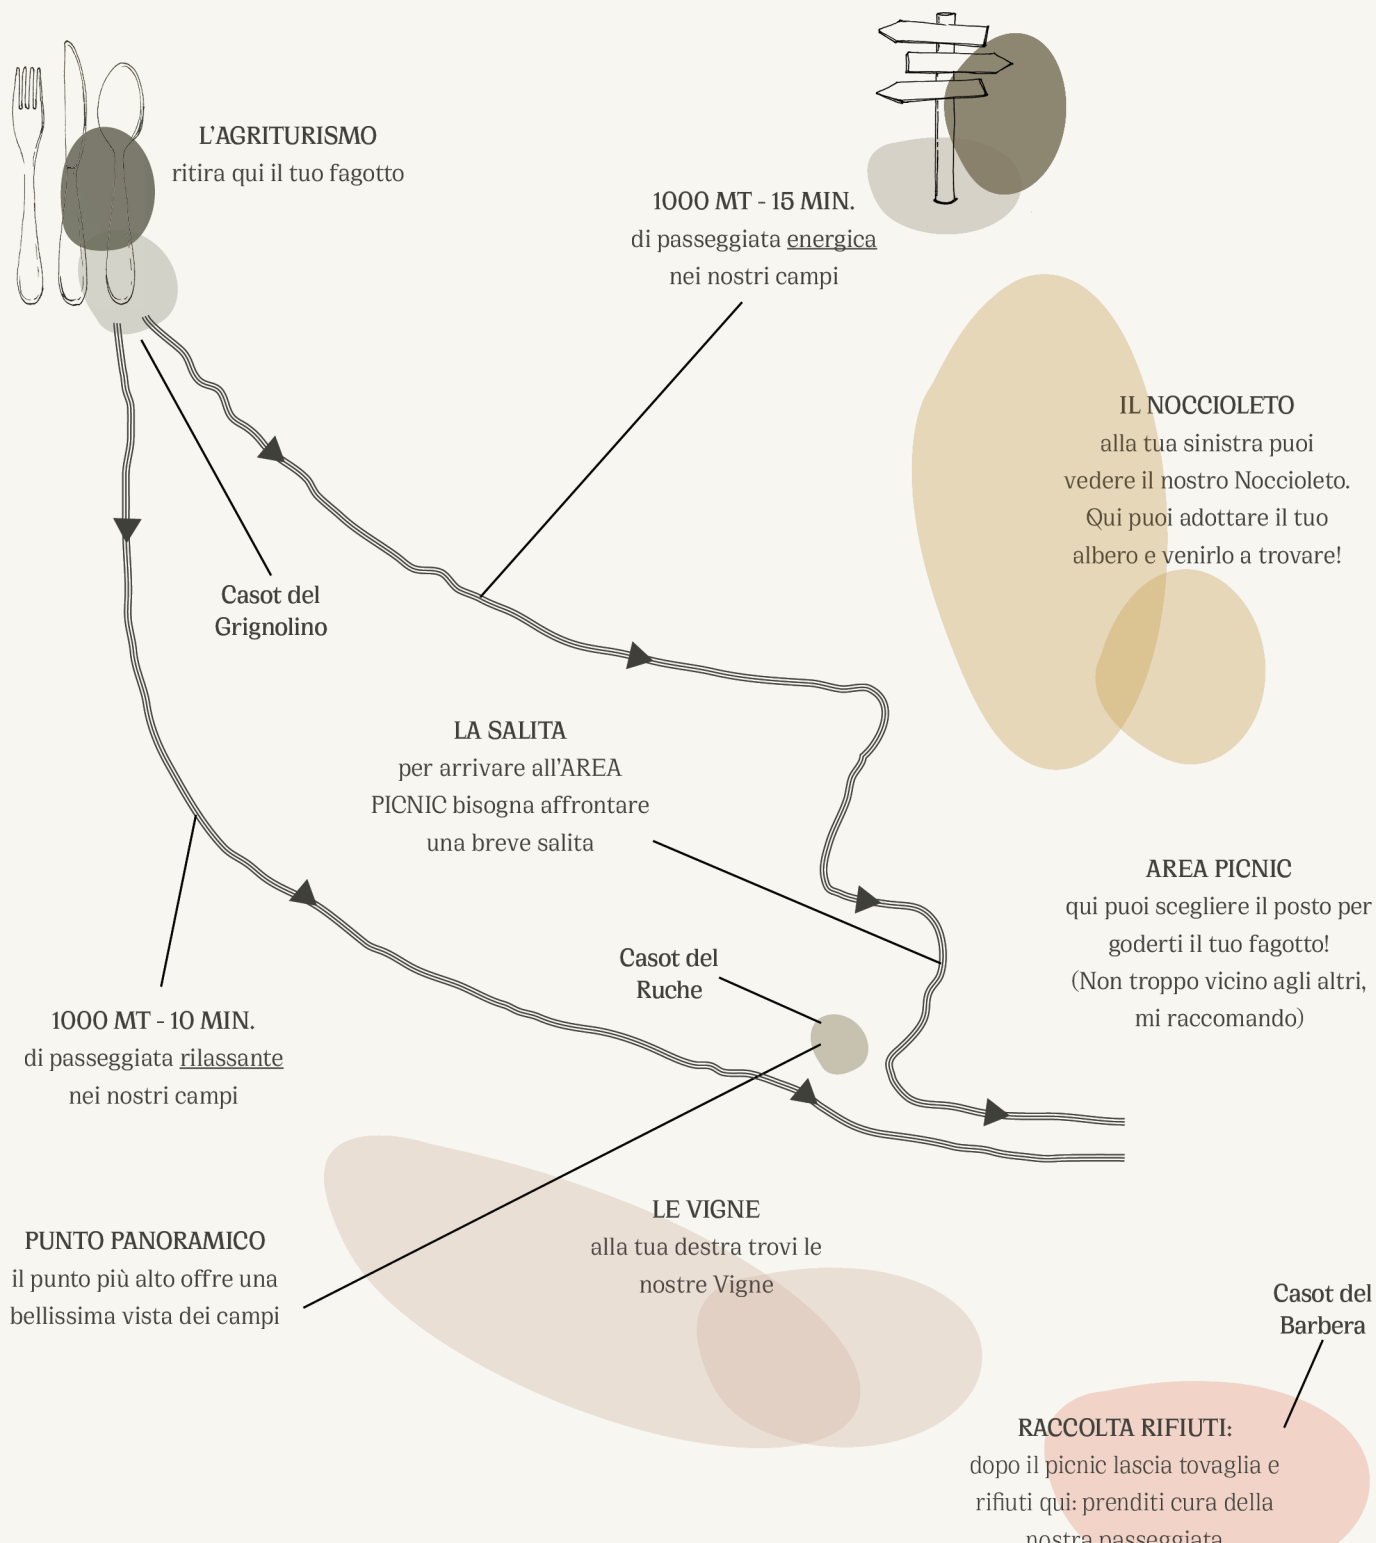 L'AGRITURISMO
ritira qui il tuo fagotto
1000 MT - 15 MIN.
di passeggiata energica
nei nostri campi
IL NOCCIOLETO
alla tua sinistra puoi
vedere il nostro Noccioleto.
Qui puoi adottare il tuo
albero e venirlo a trovare!
Casot del
Grignolino
LA SALITA
per arrivare all'AREA
PICNIC bisogna affrontare
una breve salita
AREA PICNIC
qui puoi scegliere il posto per
goderti il tuo fagotto!
(Non troppo vicino agli altri,
mi raccomando)
Casot del
Ruche
1000 MT - 10 MIN.
di passeggiata rilassante
nei nostri campi
LE VIGNE
alla tua destra trovi le
nostre Vigne
PUNTO PANORAMICO
il punto più alto offre una
bellissima vista dei campi
Casot del
Barbera
RACCOLTA RIFIUTI:
dopo il picnic lascia tovaglia e
rifiuti qui: prenditi cura della
nostra passeggiata